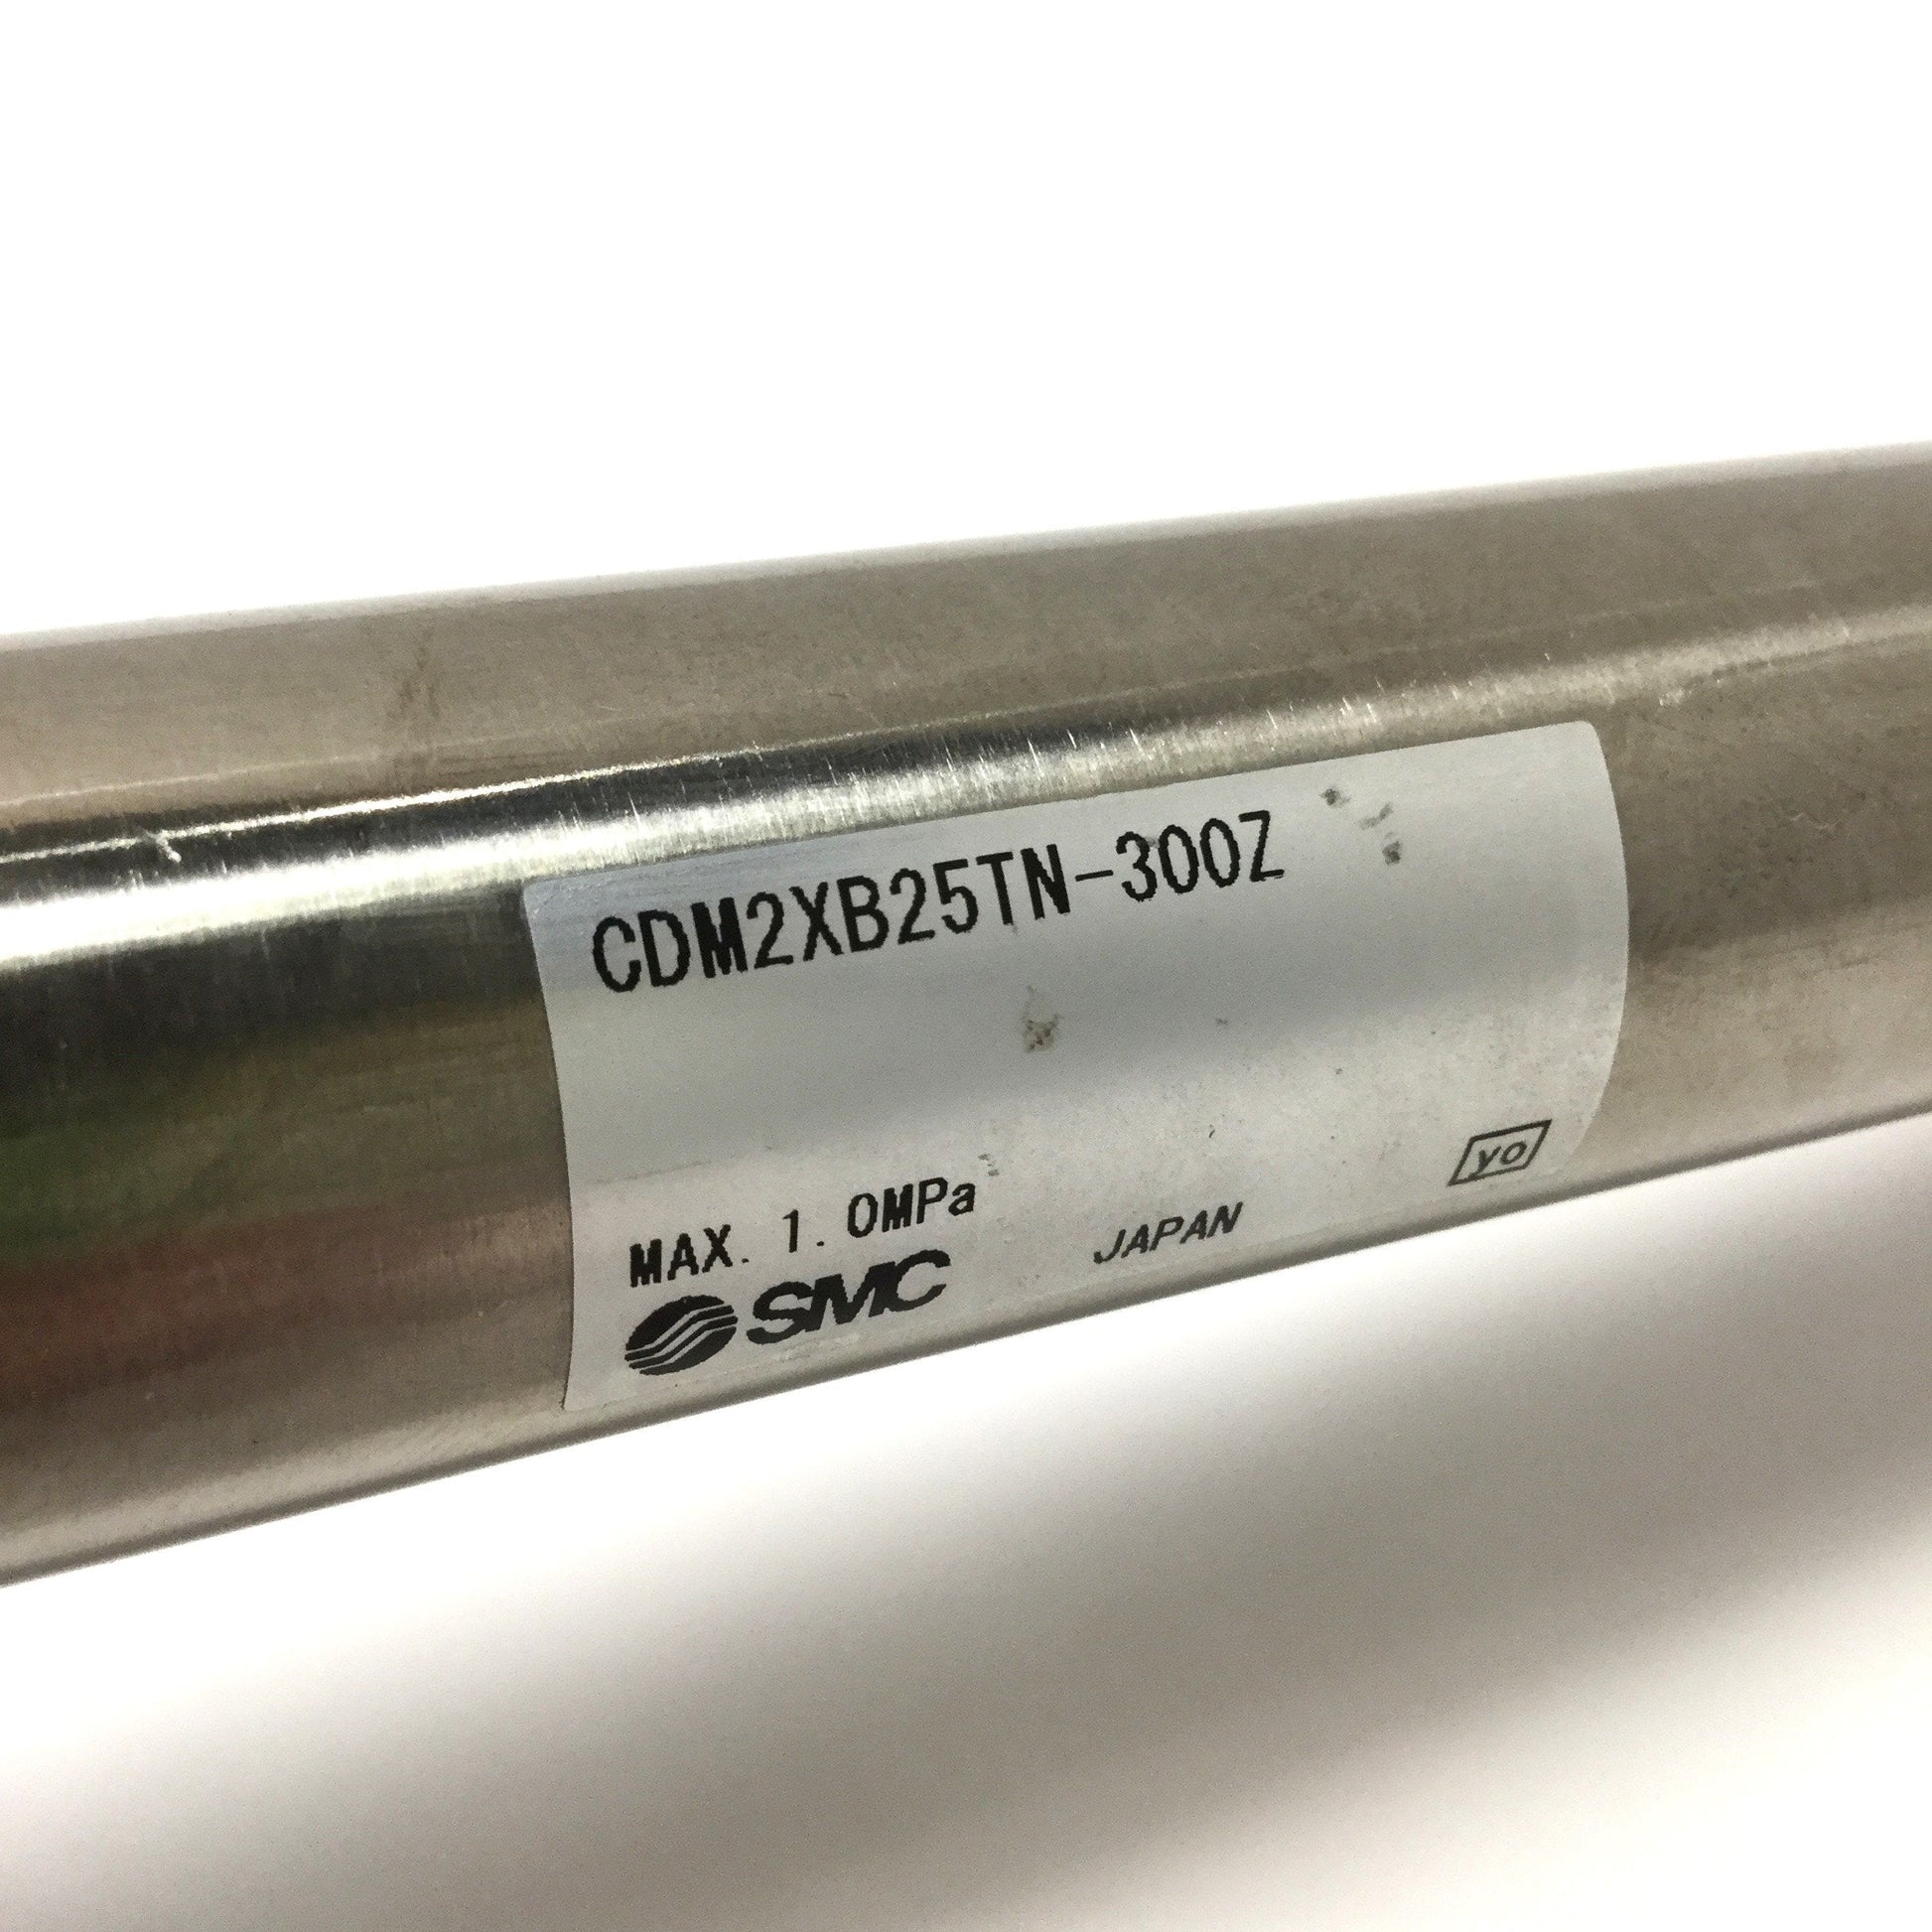 CDM2XB25TN-300Z
MAX. 1.0MPa
SMC JAPAN yo